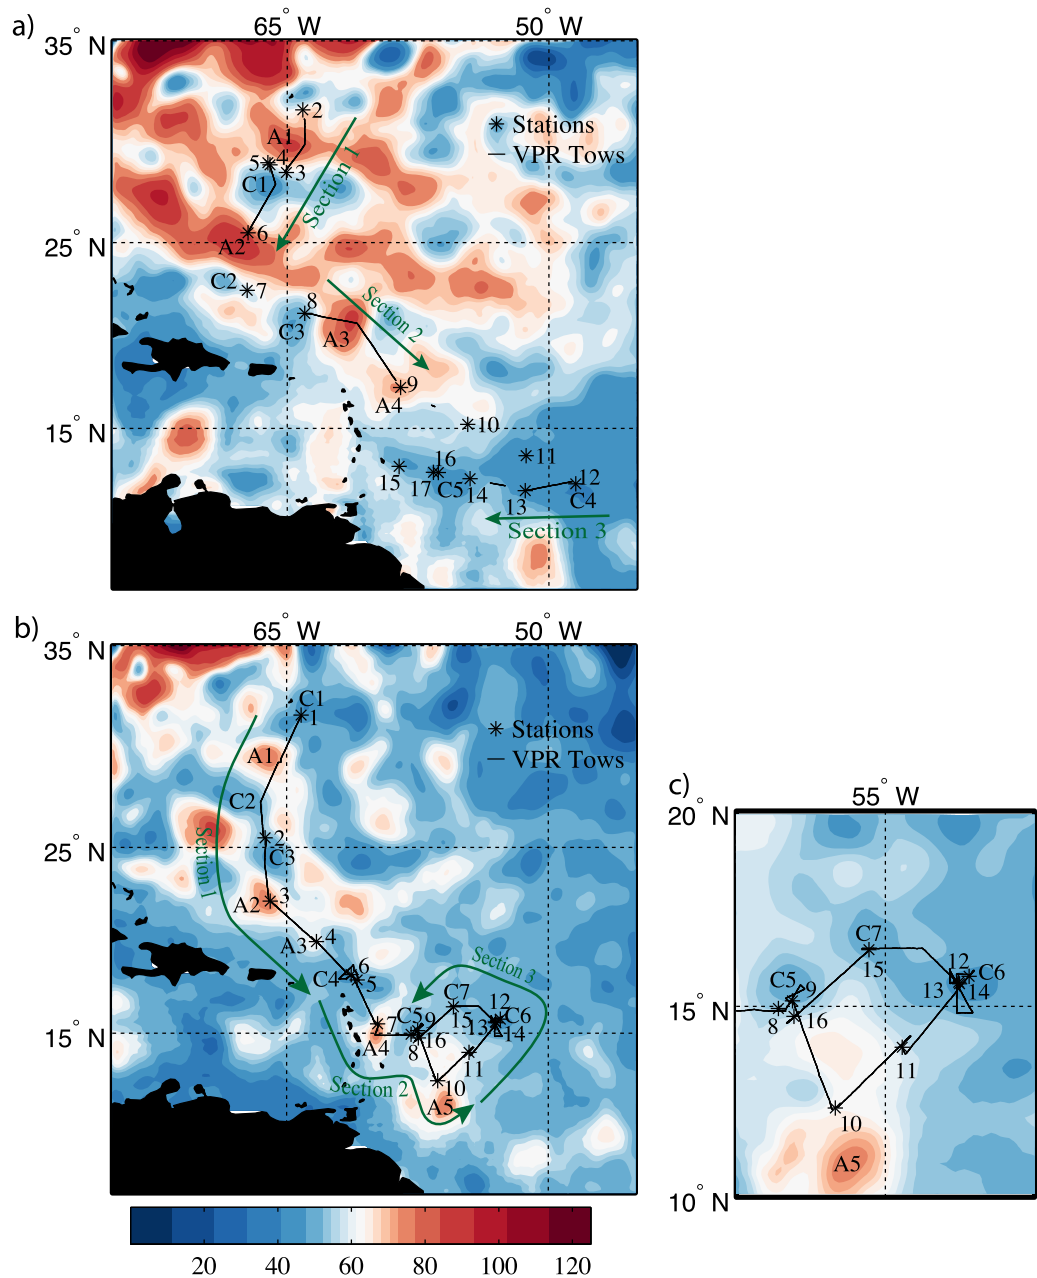 a)
65° W
50° W
35° N
2
Stations
VPR Tows
A1
5 4
3
C1
Section 1
6
A2
25° N
C2
7
8
C3
Section 2
A3
9
A4
10
15° N
16
11
15
17 C5
14
12
13
C4
Section 3
b)
65° W
50° W
35° N
C1
1
Stations
VPR Tows
A1
C2
2
25° N
C3
Section 1
A2
3
A3
4
C4
6
5
Section 3
C7
12
15
C6
13
14
7
C5
9
15° N
A4
8
16
11
Section 2
10
A5
20 40 60 80 100 120
c)
55° W
20° N
C7
15
12
C6
13
14
C5
9
15° N
8
16
11
10
A5
10° N